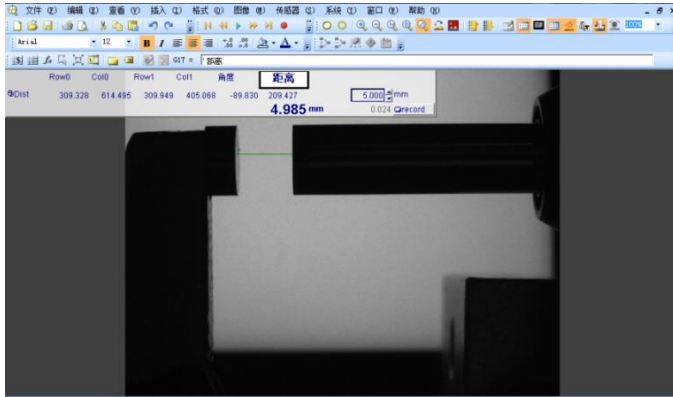 文件(F) 编辑(E) 查看(V) 插入(I) 格式(O) 图像(M) 传感器(S) 系统(T) 窗口(W) 帮助(H)
100%
Arial 12 B I
G1T = 距离
Row0 Col0 Row1 Col1 角度 距离
Dist 309.328 614.495 309.949 405.068 -89.830 209.427 5.000 mm
4.985 mm 0.024 record